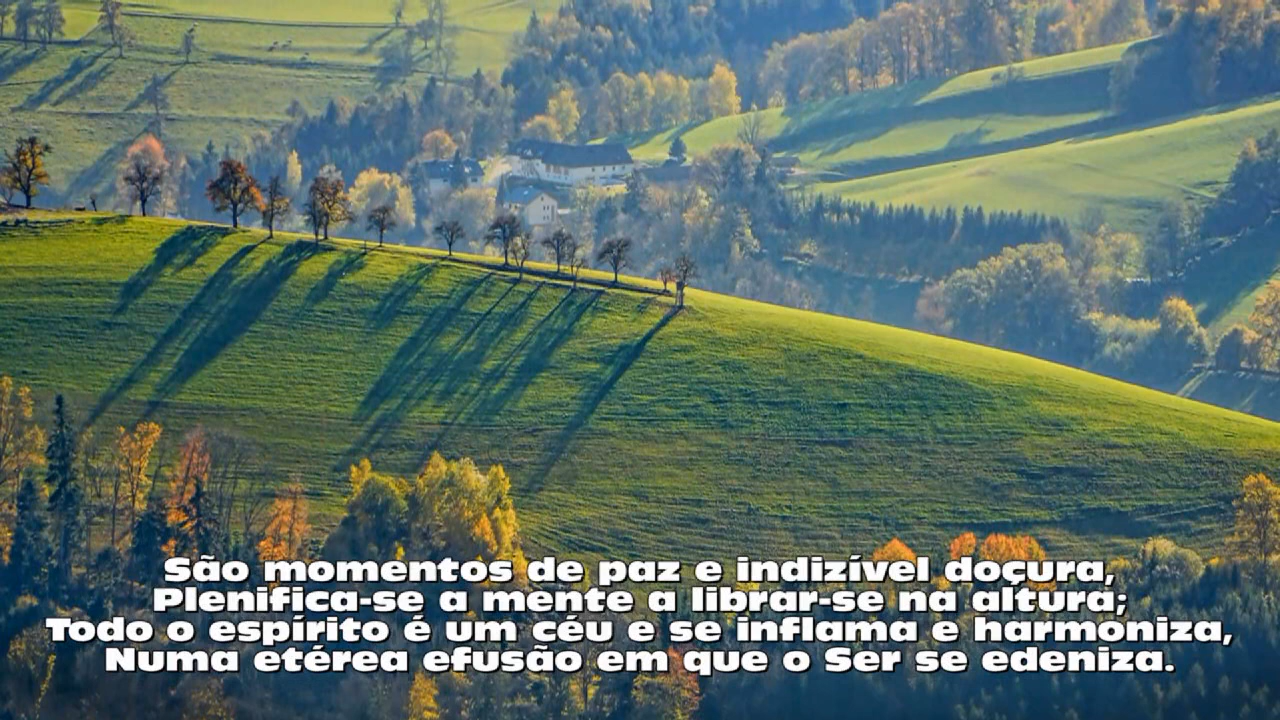 São momentos de paz e indizível doçura,
Plenifica-se a mente a librar-se na altura;
Todo o espírito é um céu e se inflama e harmoniza,
Numa etérea efusão em que o Ser se edeniza.